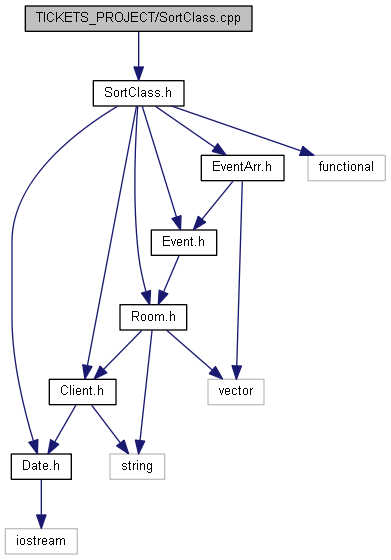 TICKETS_PROJECT/SortClass.cpp
SortClass.h
EventArr.h
functional
Event.h
Room.h
Client.h
vector
Date.h
string
iostream